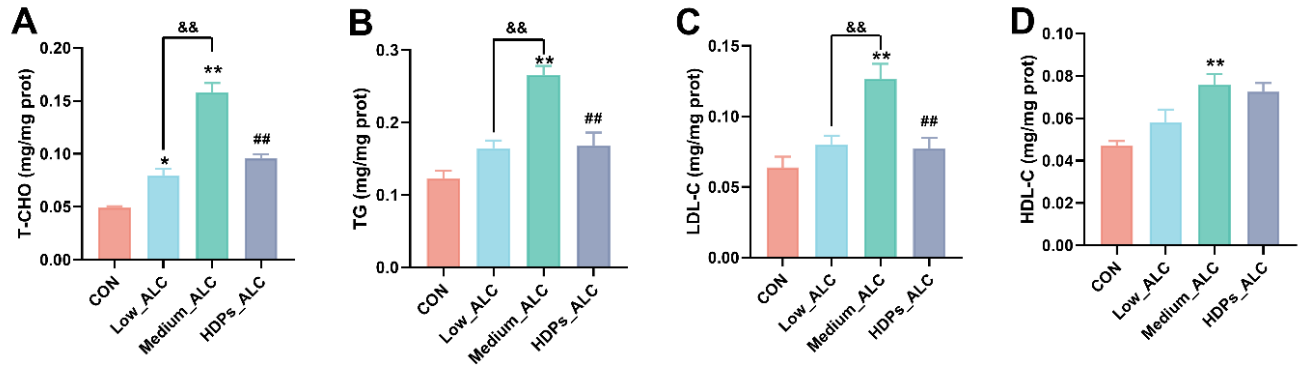 A
T-CHO (mg/mg prot)
0.20
0.15
0.10
0.05
0.00
&&
*
**
##
CON
Low_ALC
Medium_ALC
HDPs_ALC
B
TG (mg/mg prot)
0.3
0.2
0.1
0.0
&&
**
##
CON
Low_ALC
Medium_ALC
HDPs_ALC
C
LDL-C (mg/mg prot)
0.15
0.10
0.05
0.00
&&
**
##
CON
Low_ALC
Medium_ALC
HDPs_ALC
D
HDL-C (mg/mg prot)
0.10
0.08
0.06
0.04
0.02
0.00
**
CON
Low_ALC
Medium_ALC
HDPs_ALC